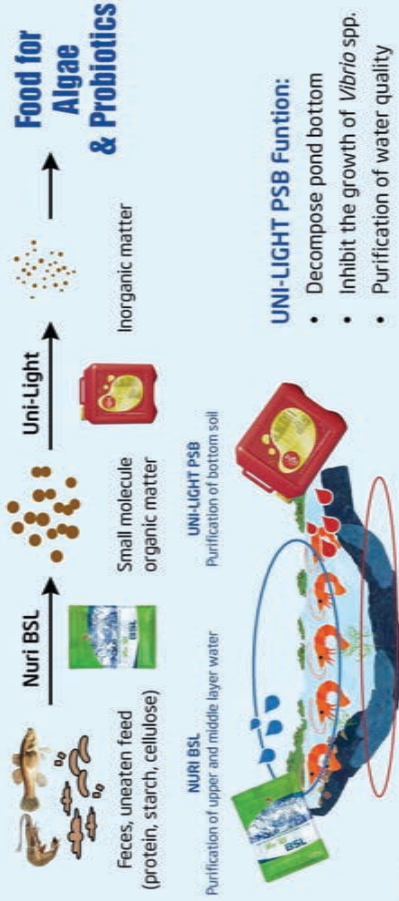 Feces, uneaten feed
(protein, starch, cellulose)
Nuri BSL
BSL
Small molecule
organic matter
Uni-Light
Inorganic matter
Food for
Algae
& Probiotics
NURI BSL
Purification of upper and middle layer water
BSL
UNI-LIGHT PSB
Purification of bottom soil
UNI-LIGHT PSB Funtion:
• Decompose pond bottom
• Inhibit the growth of Vibrio spp.
• Purification of water quality